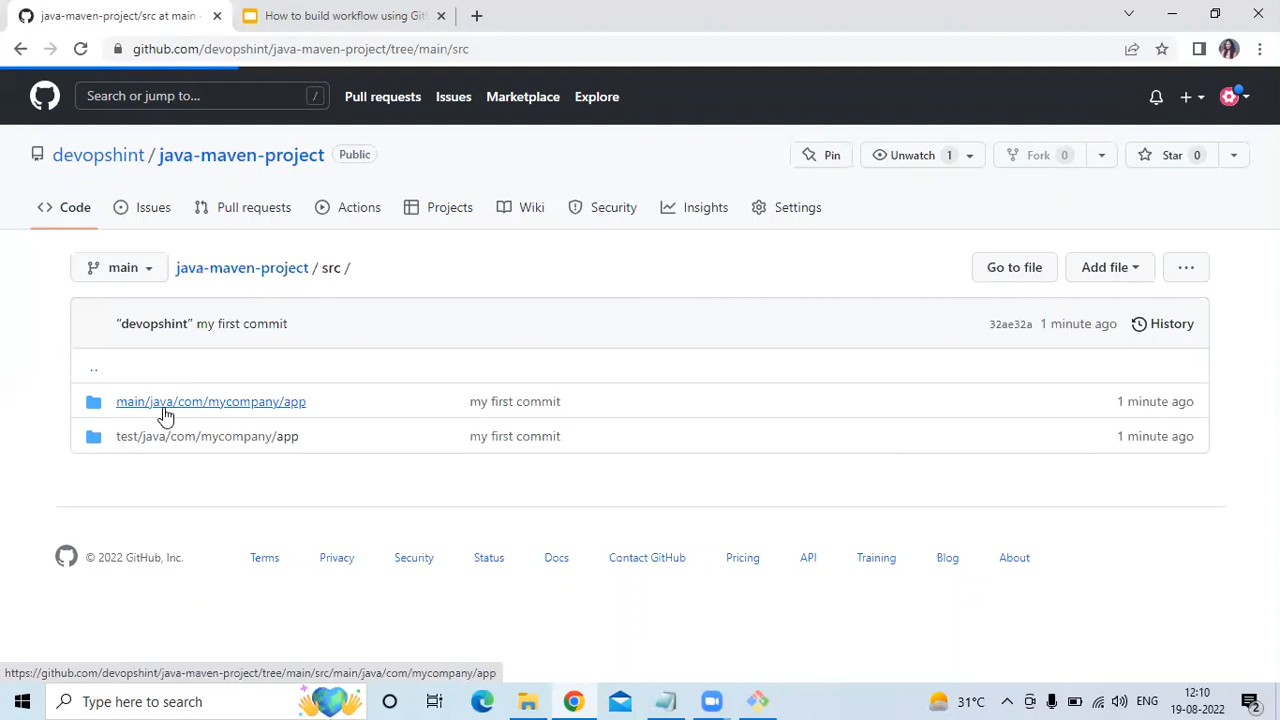 java-maven-project/src at main
How to build workflow using Git
github.com/devopshint/java-maven-project/tree/main/src
Search or jump to... /
Pull requests Issues Marketplace Explore
devopshint / java-maven-project Public
Pin Unwatch 1 Fork 0 Star 0
Code Issues Pull requests Actions Projects Wiki Security Insights Settings
main java-maven-project / src / Go to file Add file ...
"devopshint" my first commit 32ae32a 1 minute ago History
..
main/java/com/mycompany/app my first commit 1 minute ago
test/java/com/mycompany/app my first commit 1 minute ago
© 2022 GitHub, Inc. Terms Privacy Security Status Docs Contact GitHub Pricing API Training Blog About
https://github.com/devopshint/java-maven-project/tree/main/src/main/java/com/mycompany/app
Type here to search 31°C ENG 12:10
19-08-2022 2